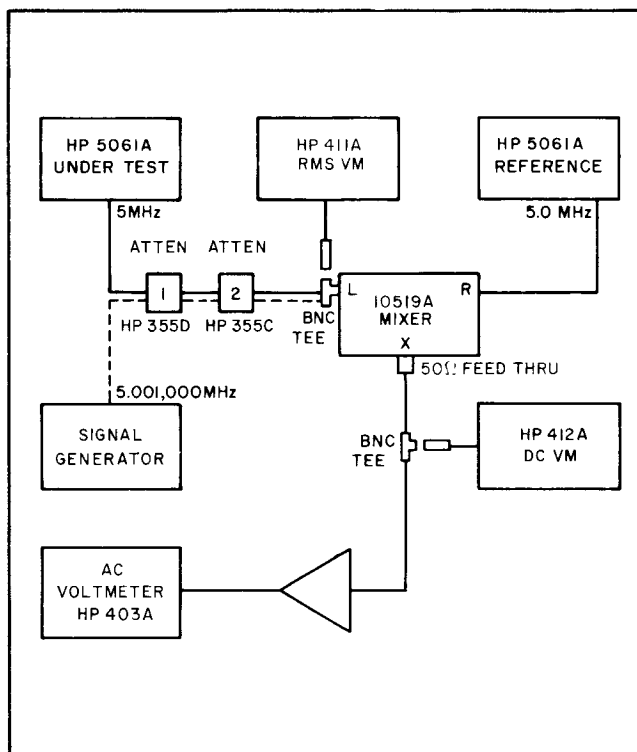 HP 5061A
UNDER TEST
HP 411A
RMS VM
HP 5061A
REFERENCE
5MHz
5.0 MHz
ATTEN
ATTEN
1
2
L
R
10519A
MIXER
X
HP 355D
HP 355C
BNC
TEE
50Ω FEED THRU
5.001,000MHz
SIGNAL
GENERATOR
BNC
TEE
HP 412A
DC VM
AC
VOLTMETER
HP 403A